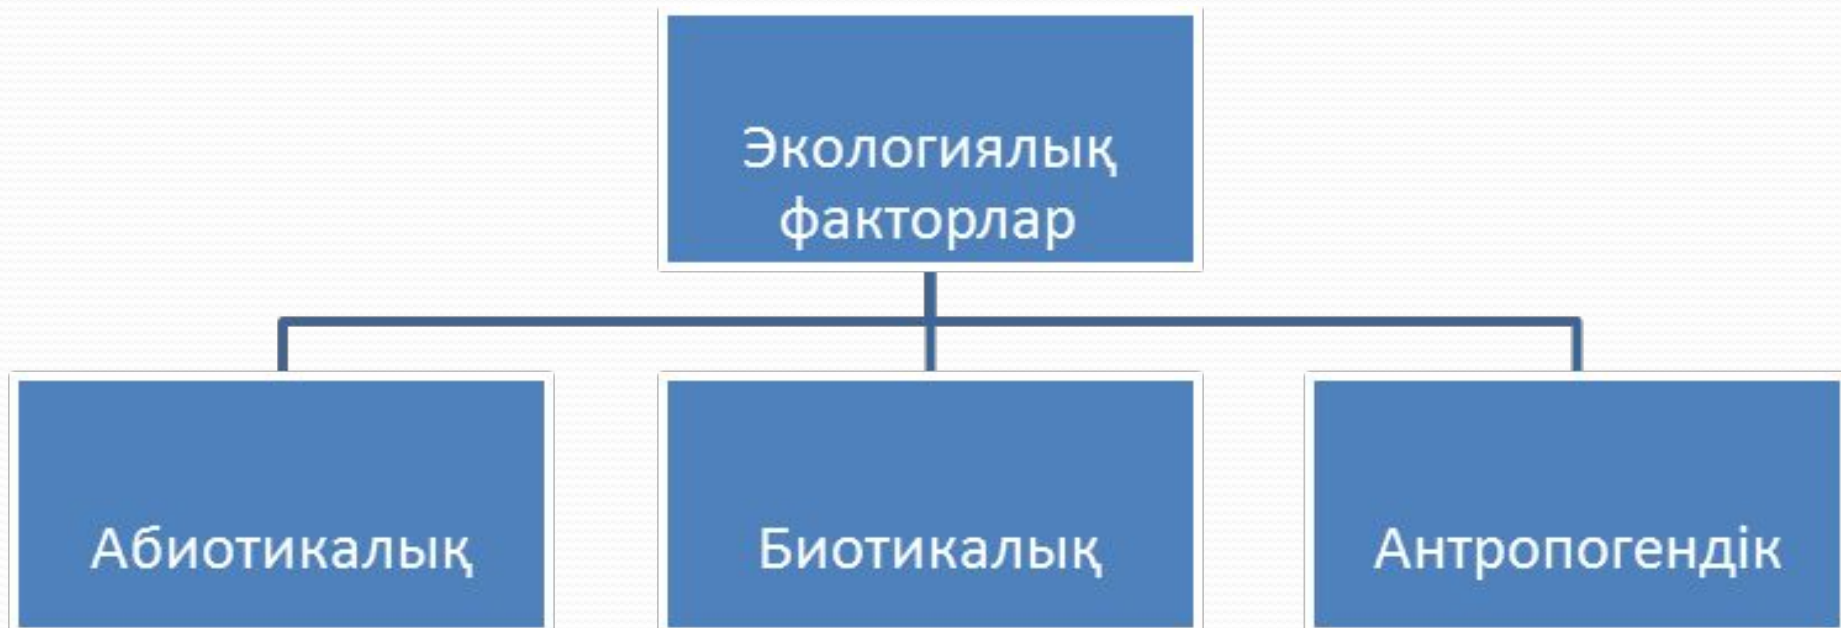 Экологиялық
факторлар
Абиотикалық
Биотикалық
Антропогендік